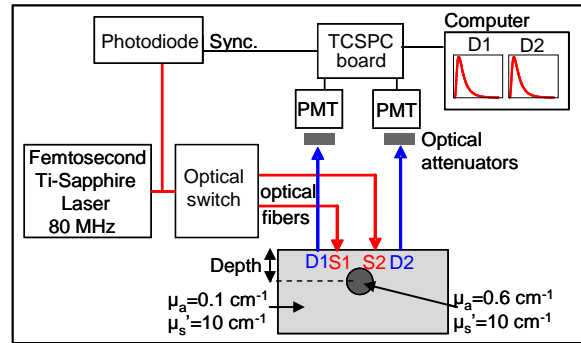 Computer
D1 D2
Photodiode
Sync.
TCSPC
board
PMT
PMT
Optical
attenuators
Femtosecond
Ti-Sapphire
Laser
80 MHz
Optical
switch
optical
fibers
Depth
D1 S1 S2 D2
μa=0.1 cm-1
μs'=10 cm-1
μa=0.6 cm-1
μs'=10 cm-1